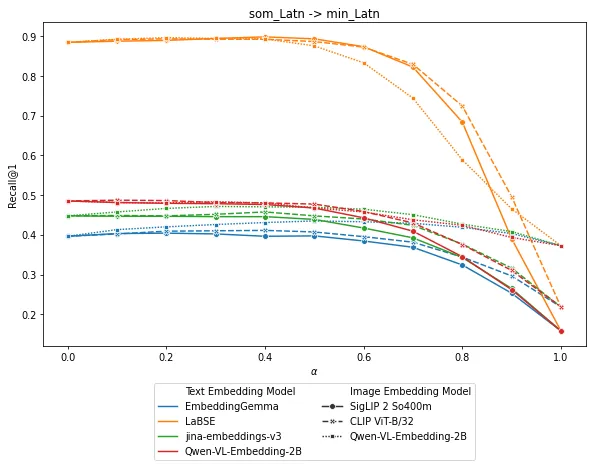 som_Latn -> min_Latn
0.9
0.8
0.7
0.6
0.5
0.4
0.3
0.2
Recall@1
0.0 0.2 0.4 0.6 0.8 1.0
α
Text Embedding Model Image Embedding Model
EmbeddingGemma SigLIP 2 So400m
LaBSE CLIP ViT-B/32
jina-embeddings-v3 Qwen-VL-Embedding-2B
Qwen-VL-Embedding-2B